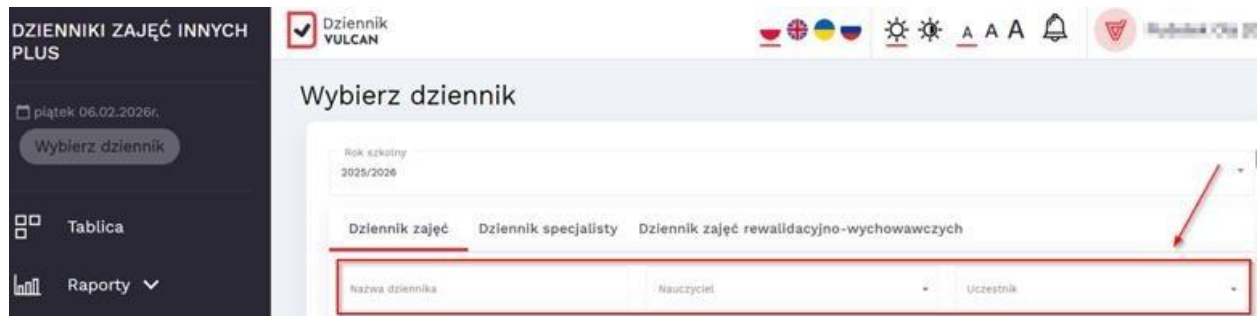 DZIENNIKI ZAJĘĆ INNYCH
PLUS
piątek 06.02.2026r.
Wybierz dziennik
Tablica
Raporty
Dziennik
VULCAN
A A A
Wybierz dziennik
Rok szkolny
2025/2026
Dziennik zajęć Dziennik specjalisty Dziennik zajęć rewalidacyjno-wychowawczych
Nazwa dziennika Nauczyciel Uczestnik